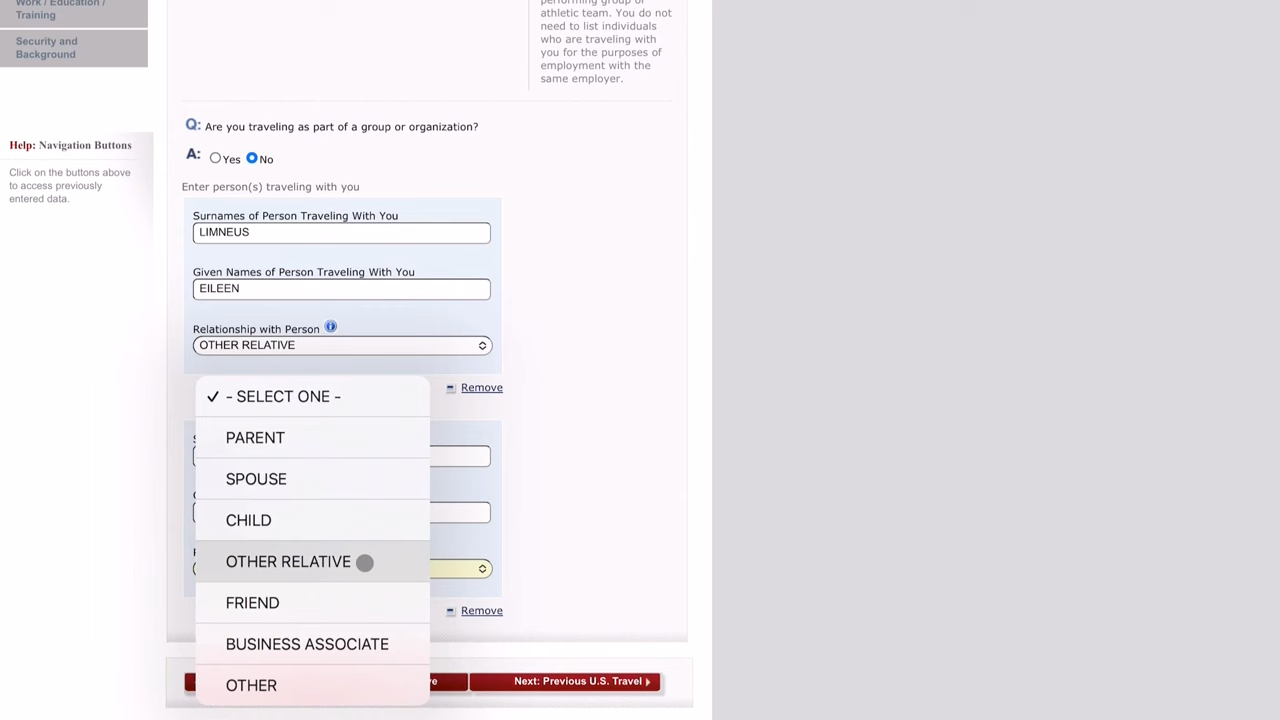 Work / Education /
Training
Security and
Background
Help: Navigation Buttons
Click on the buttons above
to access previously
entered data.
performing group or
athletic team. You do not
need to list individuals
who are traveling with
you for the purposes of
employment with the
same employer.
Q: Are you traveling as part of a group or organization?
A: Yes No
Enter person(s) traveling with you
Surnames of Person Traveling With You
LIMNEUS
Given Names of Person Traveling With You
EILEEN
Relationship with Person
OTHER RELATIVE
Remove
- SELECT ONE -
PARENT
SPOUSE
CHILD
OTHER RELATIVE
FRIEND
BUSINESS ASSOCIATE
OTHER
Remove
Next: Previous U.S. Travel